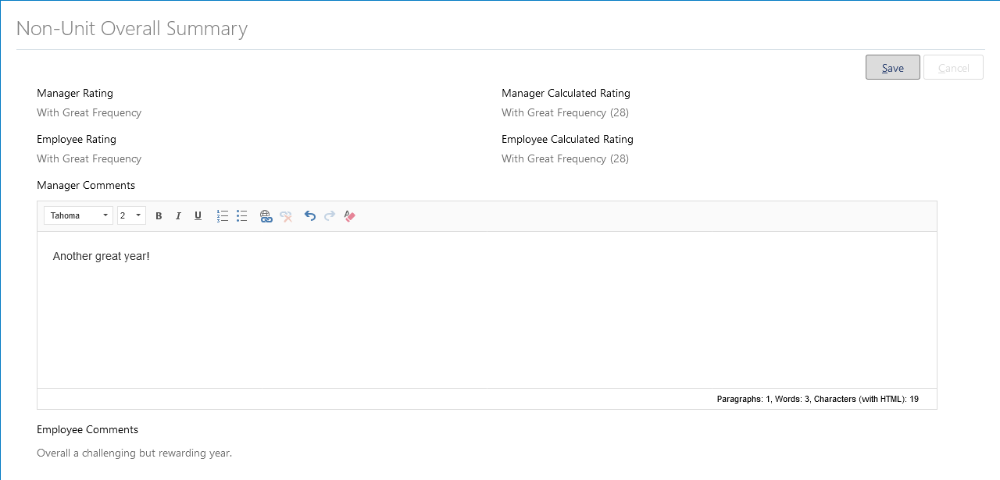 Non-Unit Overall Summary
Save Cancel
Manager Rating Manager Calculated Rating
With Great Frequency With Great Frequency (28)
Employee Rating Employee Calculated Rating
With Great Frequency With Great Frequency (28)
Manager Comments
Tahoma 2 B I U
Another great year!
Paragraphs: 1, Words: 3, Characters (with HTML): 19
Employee Comments
Overall a challenging but rewarding year.